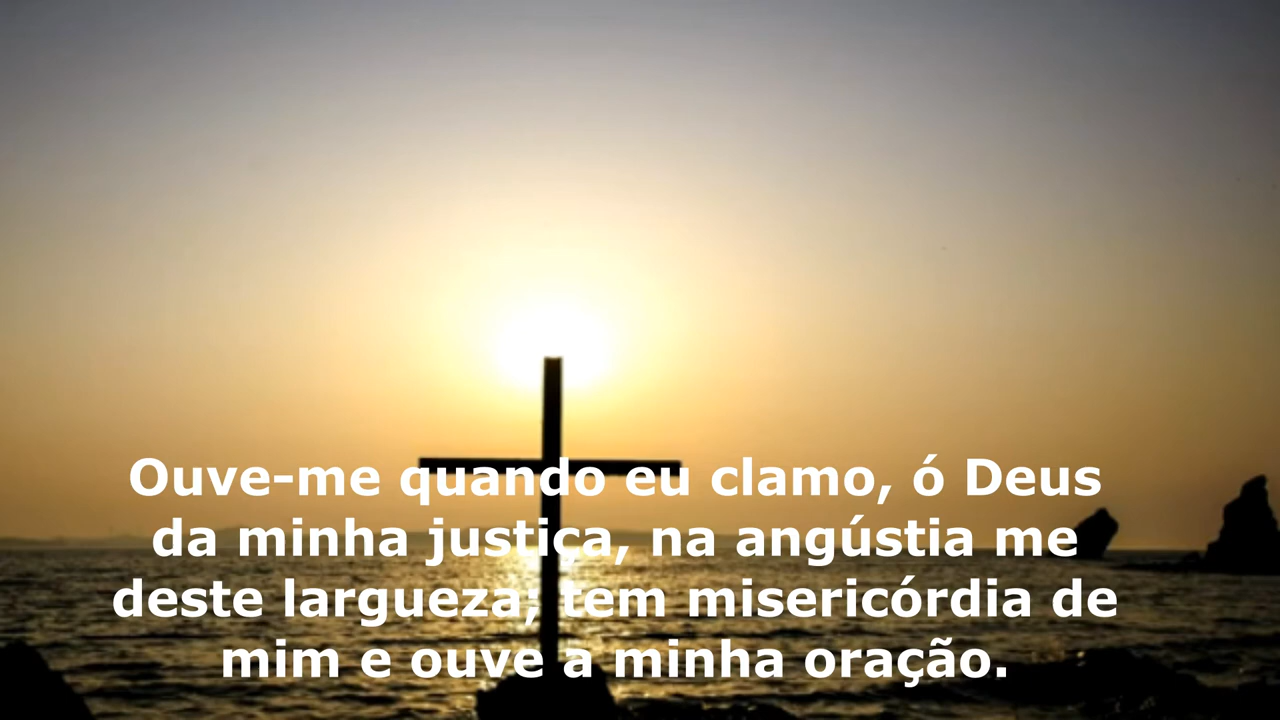 Ouve-me quando eu clamo, ó Deus
da minha justiça, na angústia me
deste largueza; tem misericórdia de
mim e ouve a minha oração.